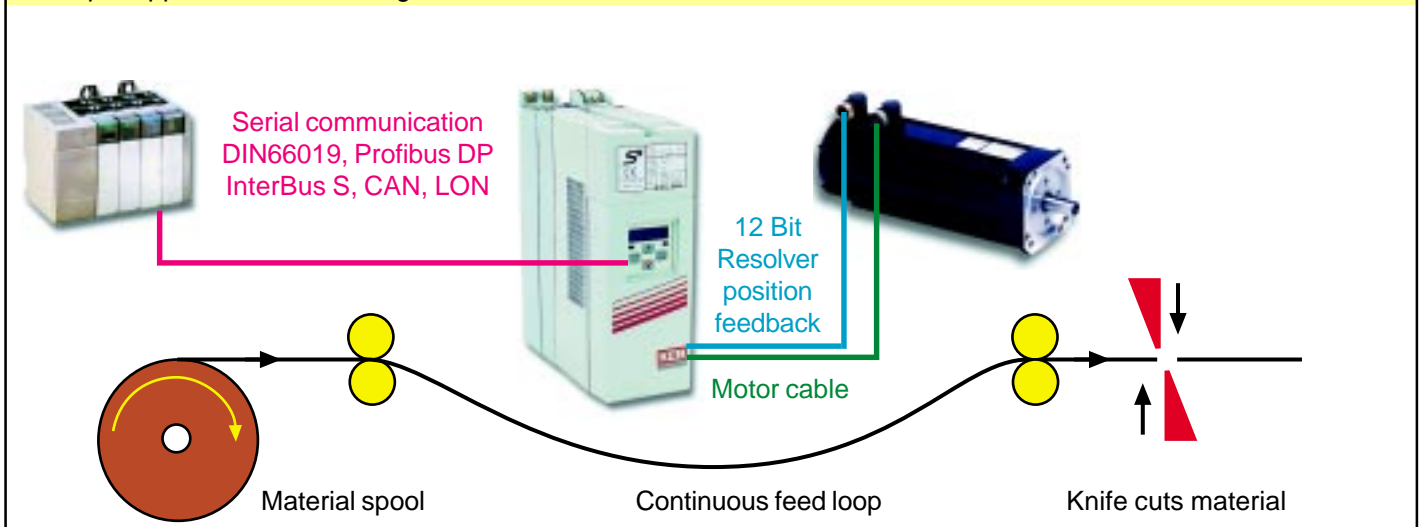 Serial communication
DIN66019, Profibus DP
InterBus S, CAN, LON
12 Bit
Resolver
position
feedback
KEB
Motor cable
Material spool
Continuous feed loop
Knife cuts material